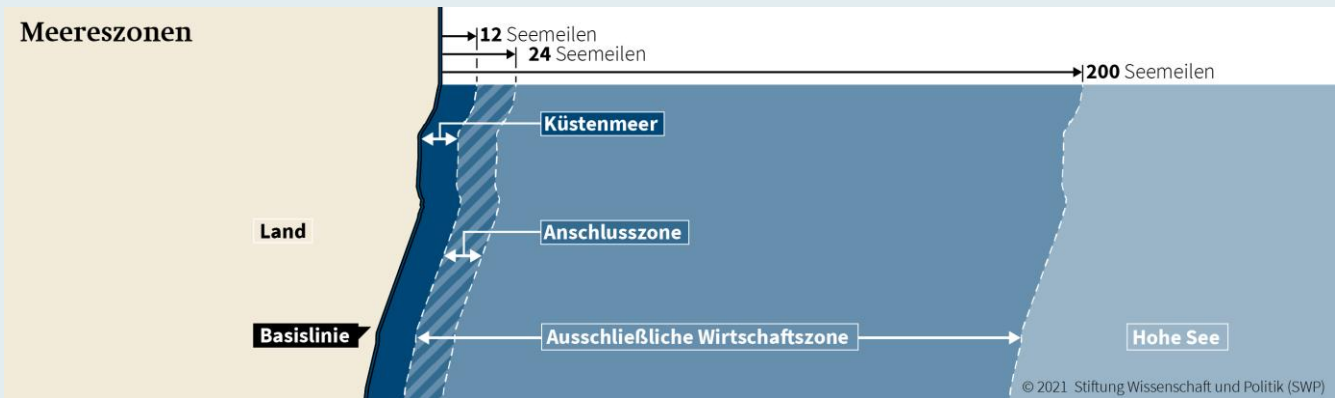 Meereszonen
12 Seemeilen
24 Seemeilen
200 Seemeilen
Küstenmeer
Land
Anschlusszone
Basislinie
Ausschließliche Wirtschaftszone
Hohe See
© 2021 Stiftung Wissenschaft und Politik (SWP)